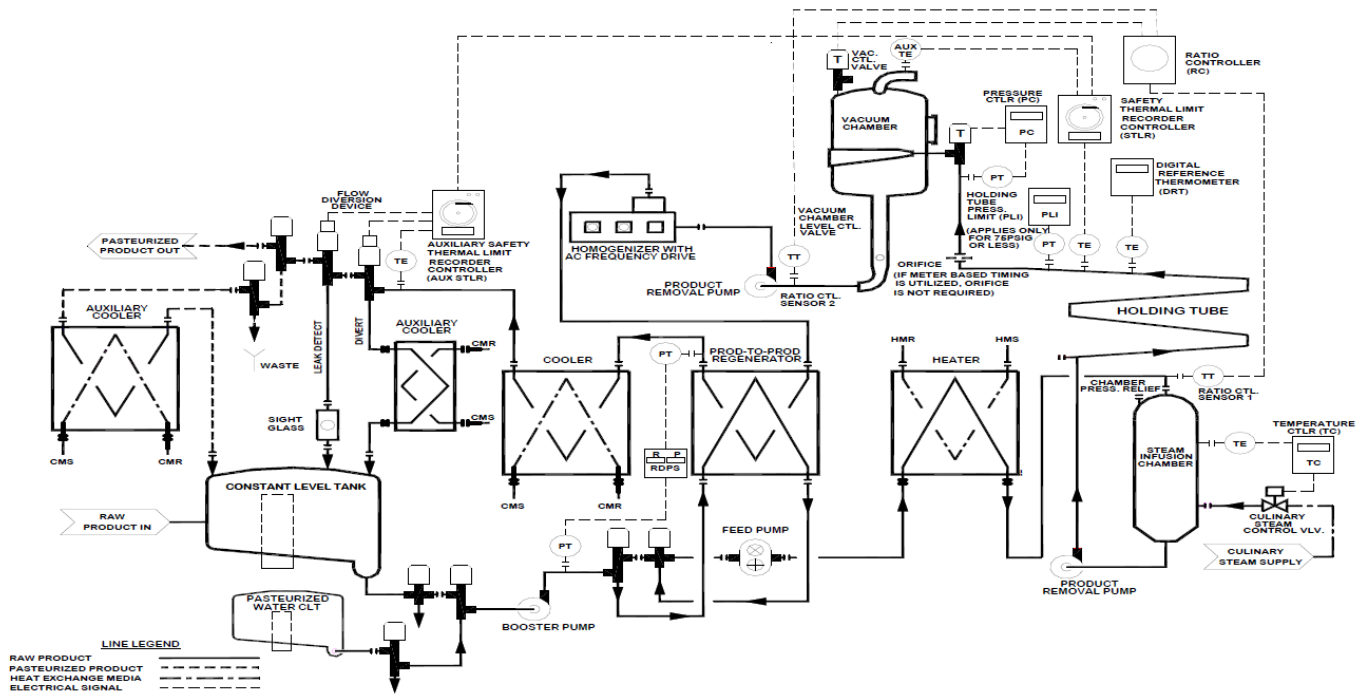 VAC.
CTL.
VALVE
T
AUX
TE
RATIO
CONTROLLER
(RC)
PRESSURE
CTLR (PC)
PC
SAFETY
THERMAL LIMIT
RECORDER
CONTROLLER
(STLR)
VACUUM
CHAMBER
T
PT
HOLDING
TUBE
PRESS.
LIMIT (PLI)
(APPLIES ONLY
FOR 75PSIG
OR LESS)
PLI
DIGITAL
REFERENCE
THERMOMETER
(DRT)
PT
TE
TE
FLOW
DIVERSION
DEVICE
PASTEURIZED
PRODUCT OUT
AUXILIARY SAFETY
THERMAL LIMIT
RECORDER
CONTROLLER
(AUX STLR)
TE
HOMOGENIZER WITH
AC FREQUENCY DRIVE
VACUUM
CHAMBER
LEVEL CTL.
VALVE
TT
PRODUCT
REMOVAL PUMP
RATIO CTL.
SENSOR 2
ORIFICE
(IF METER BASED TIMING
IS UTILIZED, ORIFICE
IS NOT REQUIRED)
HOLDING TUBE
AUXILIARY
COOLER
WASTE
LEAK DETECT
DIVERT
AUXILIARY
COOLER
CMR
CMS
SIGHT
GLASS
CMS
CMR
COOLER
CMS
CMR
PT
PROD-TO-PROD
REGENERATOR
R P
RDPS
HMR
HMS
HEATER
CHAMBER
PRESS. RELIEF
TT
RATIO CTL.
SENSOR 1
STEAM
INFUSION
CHAMBER
TE
TEMPERATURE
CTLR (TC)
TC
CULINARY
STEAM
CONTROL VLV.
CULINARY
STEAM SUPPLY
PRODUCT
REMOVAL PUMP
CONSTANT LEVEL TANK
RAW
PRODUCT IN
PT
FEED PUMP
BOOSTER PUMP
PASTEURIZED
WATER CLT
LINE LEGEND
RAW PRODUCT
PASTEURIZED PRODUCT
HEAT EXCHANGE MEDIA
ELECTRICAL SIGNAL